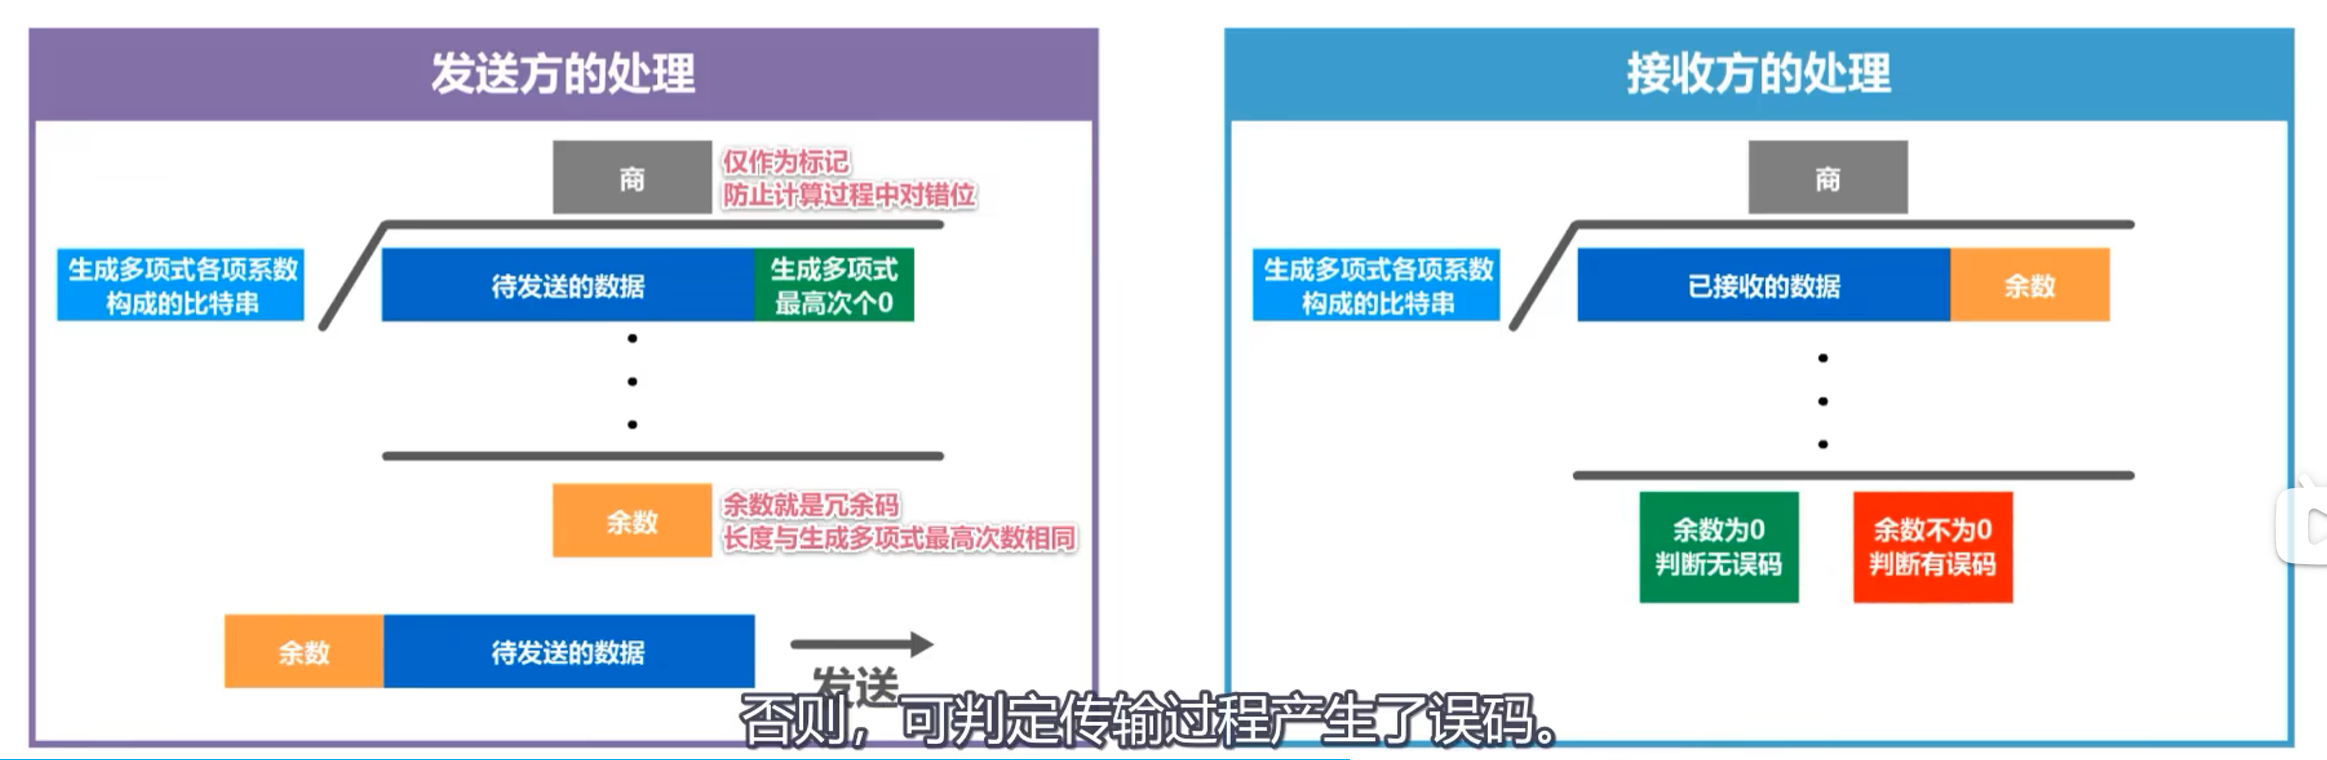 发送方的处理
商
仅作为标记
防止计算过程中对错位
生成多项式各项系数
构成的比特串
待发送的数据
生成多项式
最高次个0
余数
余数就是冗余码
长度与生成多项式最高次数相同
余数
待发送的数据
发送
接收方的处理
商
生成多项式各项系数
构成的比特串
已接收的数据
余数
余数为0
判断无误码
余数不为0
判断有误码
否则，可判定传输过程产生了误码。